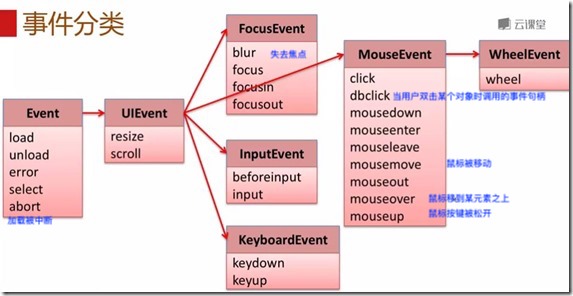 事件分类
云课堂
Event
load
unload
error
select
abort
加载被中断
UIEvent
resize
scroll
FocusEvent
blur 失去焦点
focus
focusin
focusout
InputEvent
beforeinput
input
KeyboardEvent
keydown
keyup
MouseEvent
click
dbclick 当用户双击某个对象时调用的事件句柄
mousedown
mouseenter
mouseleave
mousemove 鼠标被移动
mouseout
mouseover 鼠标移到某元素之上
mouseup 鼠标按键被松开
WheelEvent
wheel